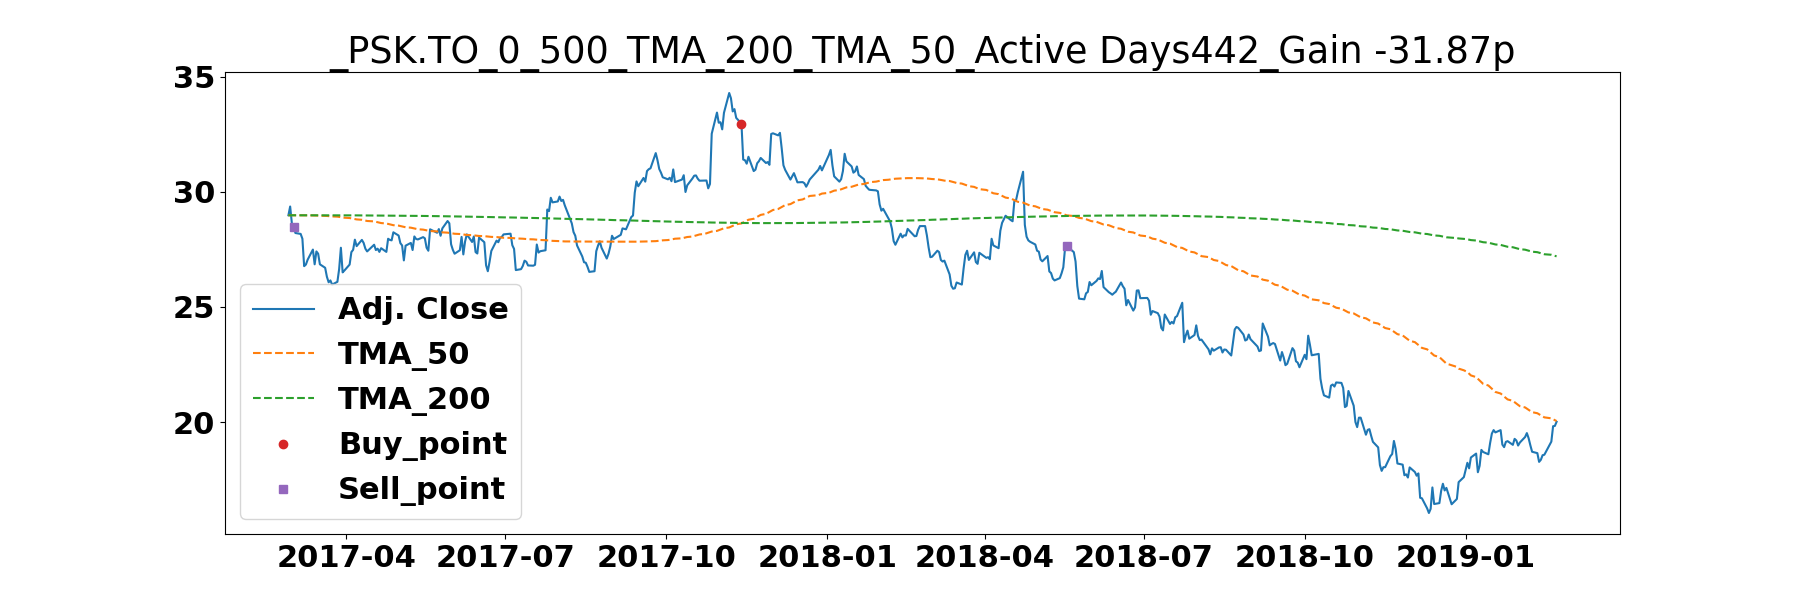 _PSK.TO_0_500_TMA_200_TMA_50_Active Days442_Gain -31.87p
35
30
25
20
Adj. Close
TMA_50
TMA_200
Buy_point
Sell_point
2017-04 2017-07 2017-10 2018-01 2018-04 2018-07 2018-10 2019-01